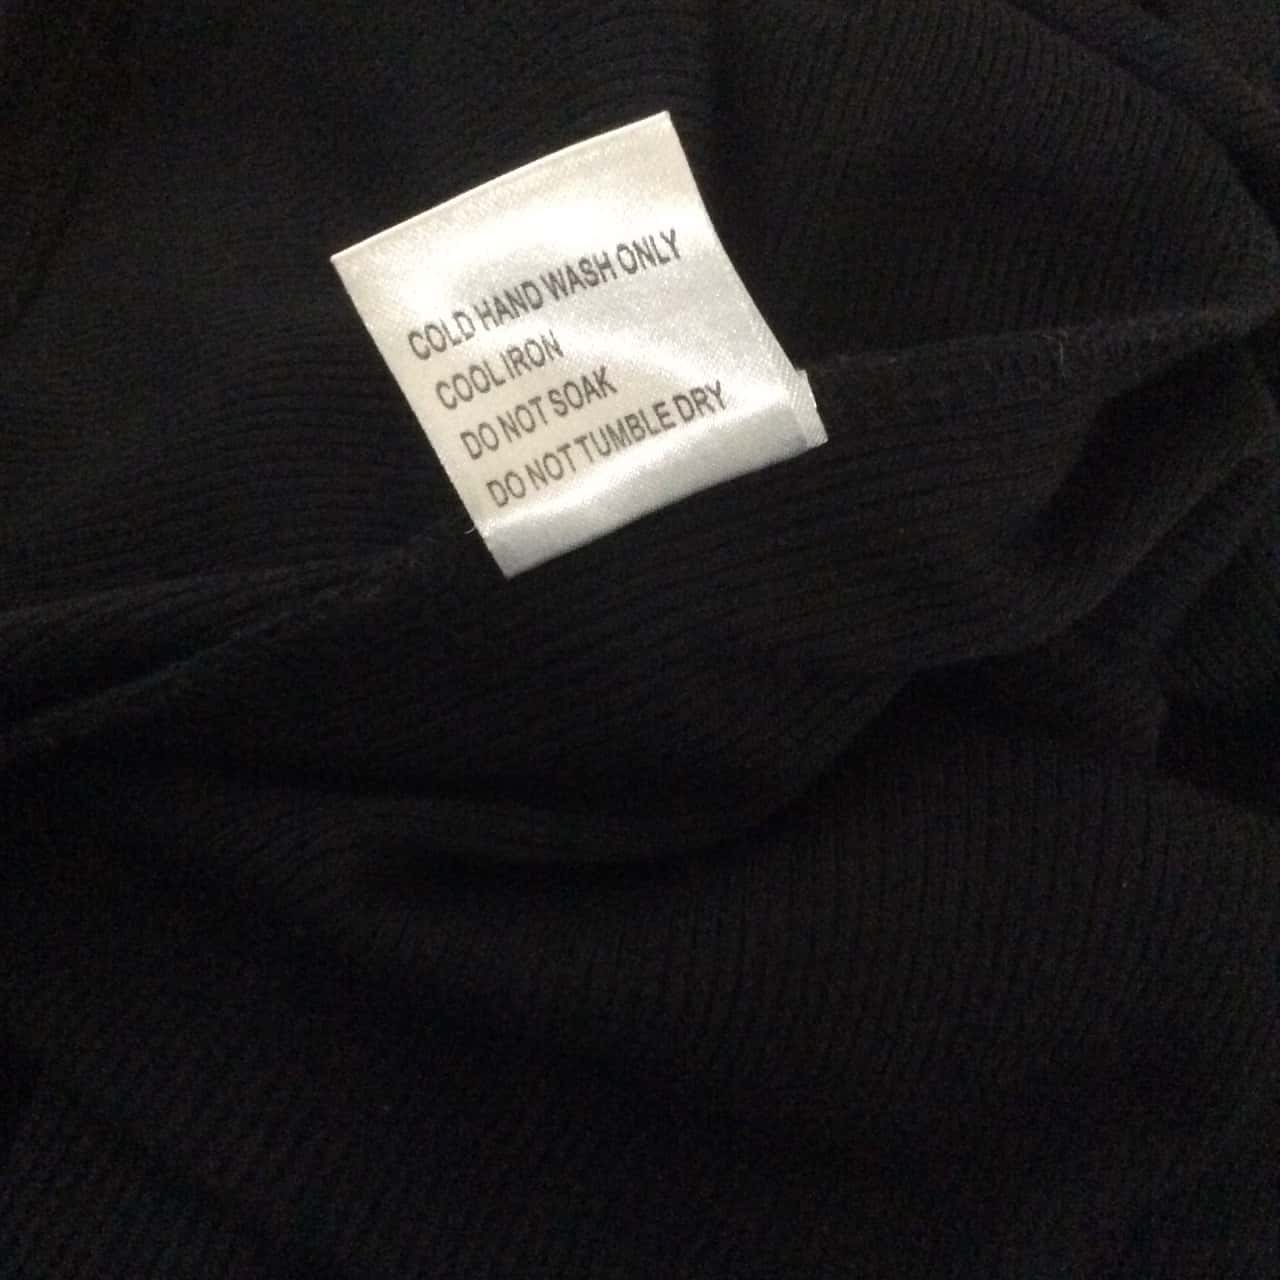 COLD HAND WASH ONLY
COOL IRON
DO NOT SOAK
DO NOT TUMBLE DRY